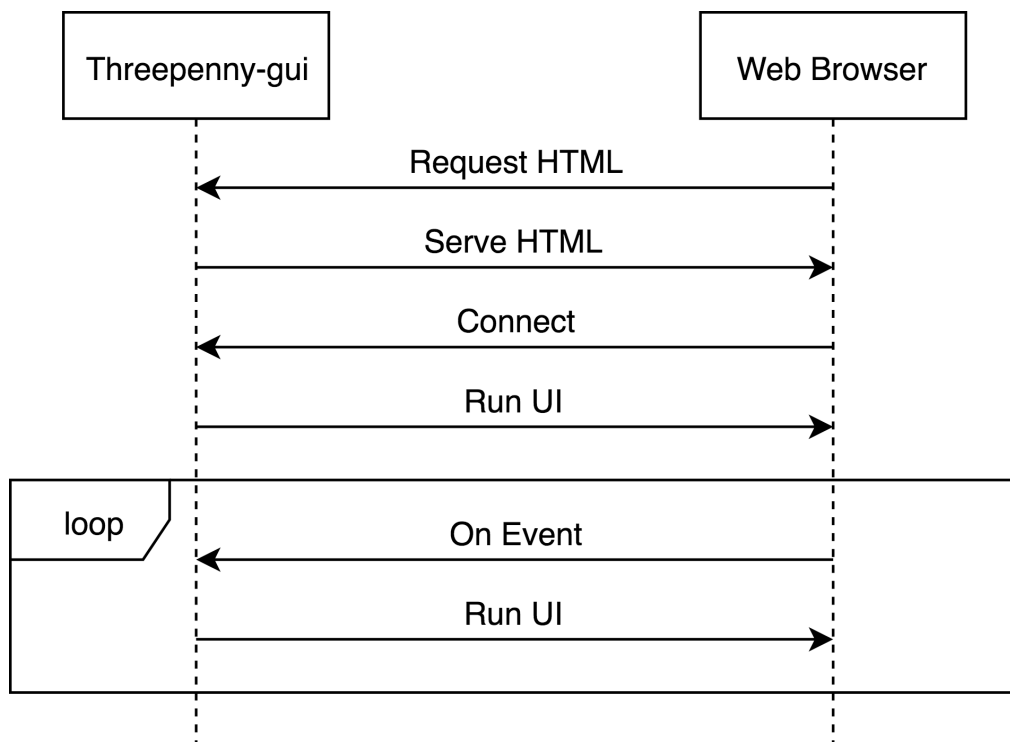 Threepenny-gui
Web Browser
Request HTML
Serve HTML
Connect
Run UI
loop
On Event
Run UI